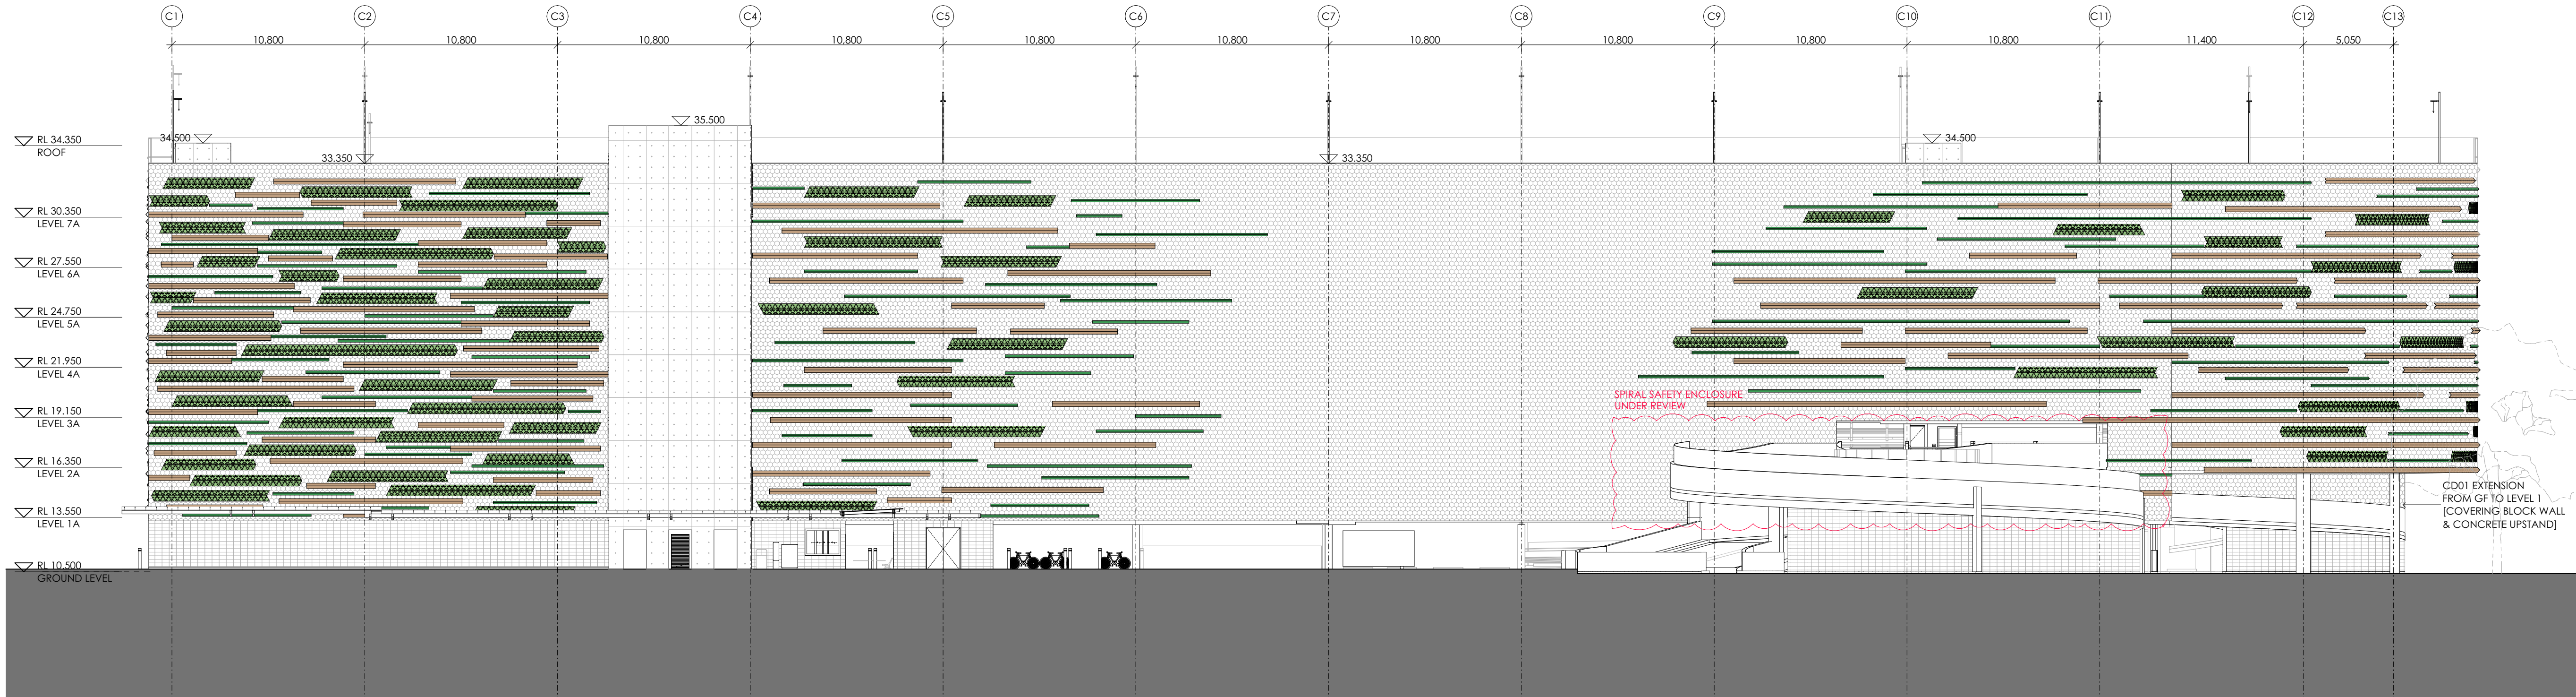 C1 C2 C3 C4 C5 C6 C7 C8 C9 C10 C11 C12 C13
10,800 10,800 10,800 10,800 10,800 10,800 10,800 10,800 10,800 10,800 11,400 5,050
35.500
RL 34.350
ROOF
34.500
34.500
33.350
33.350
RL 30.350
LEVEL 7A
RL 27.550
LEVEL 6A
RL 24.750
LEVEL 5A
RL 21.950
LEVEL 4A
RL 19.150
LEVEL 3A
SPIRAL SAFETY ENCLOSURE
UNDER REVIEW
RL 16.350
LEVEL 2A
RL 13.550
LEVEL 1A
CD01 EXTENSION
FROM GF TO LEVEL 1
[COVERING BLOCK WALL
& CONCRETE UPSTAND]
RL 10.500
GROUND LEVEL